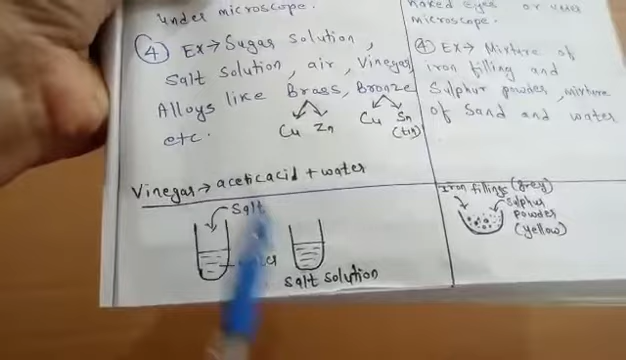 under microscope.
④ Ex→ Sugar solution,
Salt solution, air, Vinegar,
Alloys like Brass, Bronze
Cu Zn
Cu Sn
(tin)
etc.
Vinegar → acetic acid + water
Salt
salt solution
naked eyes or under
microscope.
④ Ex→ Mixture of
iron filling and
Sulphur powder, mixture
of Sand and water
Iron fillings (grey)
Sulphur
powder
(yellow)